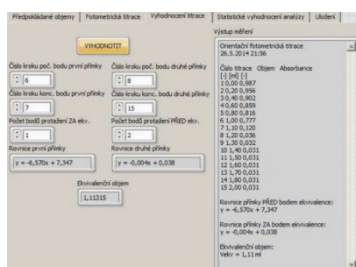 Předpokládané objemy
Fotometrická titrace
Vyhodnocení titrace
Statistické vyhodnocení analýzy
Uložení
VYHODNOTIT
Číslo kroku poč. bodu první přímky
6
Číslo kroku poč. bodu druhé přímky
8
Číslo kroku konc. bodu první přímky
7
Číslo kroku konc. bodu druhé přímky
15
Počet bodů protažení ZA ekv.
1
Počet bodů protažení PŘED ekv.
2
Rovnice první přímky
y = -6,570x + 7,347
Rovnice druhé přímky
y = -0,004x + 0,038
Ekvivalenční objem
1,11315
Výstup měření
Orientační fotometrická titrace
26.5.2014 21:56
Číslo titrace Objem Absorbance
[-] [ml] [-]
1 0,00 0,987
2 0,20 0,956
3 0,40 0,902
4 0,60 0,859
5 0,80 0,816
6 1,00 0,777
7 1,10 0,120
8 1,20 0,036
9 1,30 0,032
10 1,40 0,031
11 1,50 0,031
12 1,60 0,031
13 1,70 0,031
14 1,80 0,031
15 2,00 0,031
Rovnice přímky PŘED bodem ekvivalence:
y = -6,570x + 7,347
Rovnice přímky ZA bodem ekvivalence:
y = -0,004x + 0,038
Ekvivalenční objem:
Vekv = 1,11 ml